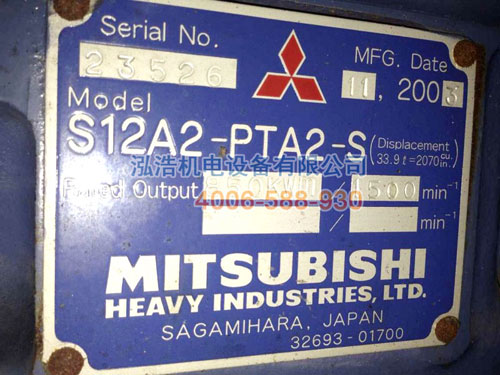 Serial No.
23526
MFG. Date
11, 2003
Model
S12A2-PTA2-S (Displacement 33.9ℓ=2070 cu. in.)
泓浩机电设备有限公司
Output / 1500 min⁻¹
4006-588-930
/ min⁻¹
MITSUBISHI
HEAVY INDUSTRIES, LTD.
SAGAMIHARA, JAPAN
32693-01700